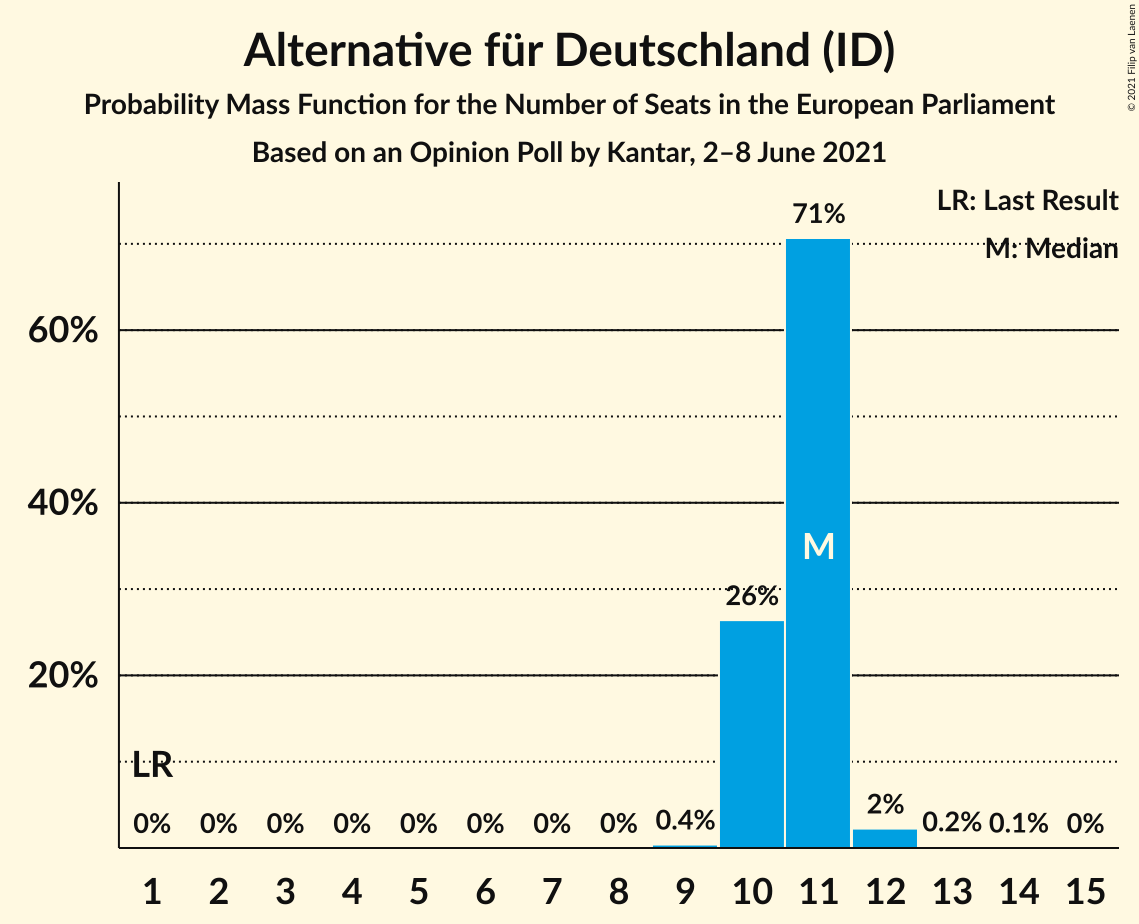 Alternative für Deutschland (ID)
Probability Mass Function for the Number of Seats in the European Parliament
Based on an Opinion Poll by Kantar, 2–8 June 2021
© 2021 Filip van Laenen
LR: Last Result
M: Median
71%
60%
40%
M
26%
20%
LR
0% 0% 0% 0% 0% 0% 0% 0% 0.4% 2% 0.2% 0.1% 0%
1 2 3 4 5 6 7 8 9 10 11 12 13 14 15